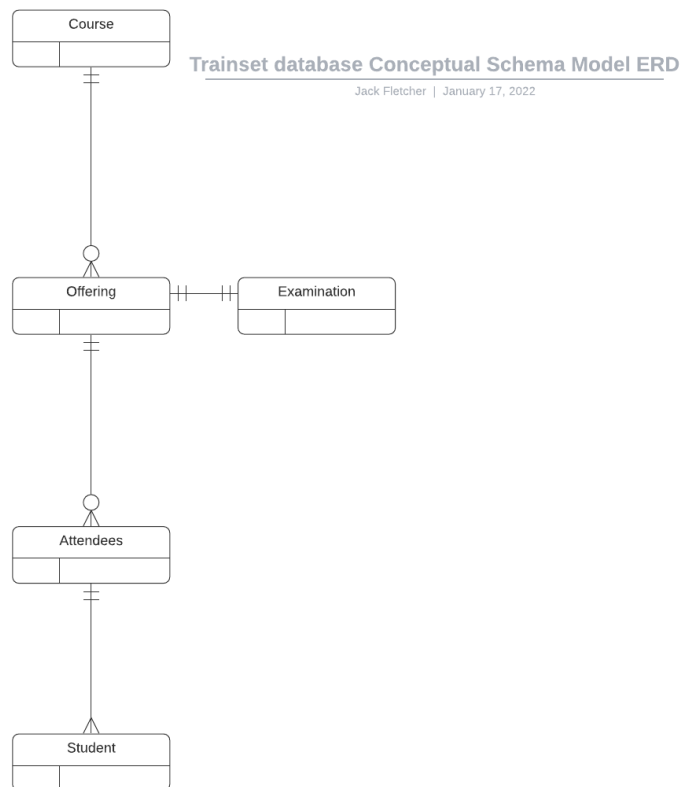 Course
Trainset database Conceptual Schema Model ERD
Jack Fletcher | January 17, 2022
Offering
Examination
Attendees
Student